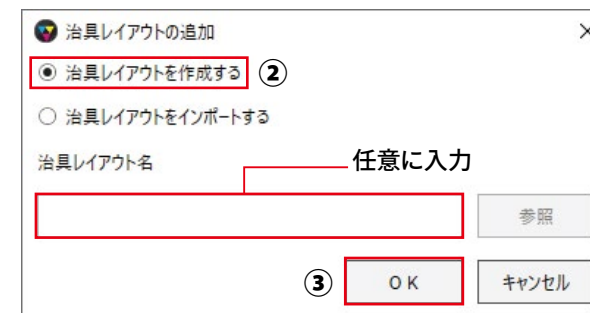 治具レイアウトの追加
治具レイアウトを作成する ②
治具レイアウトをインポートする
治具レイアウト名 任意に入力
参照
③ OK キャンセル